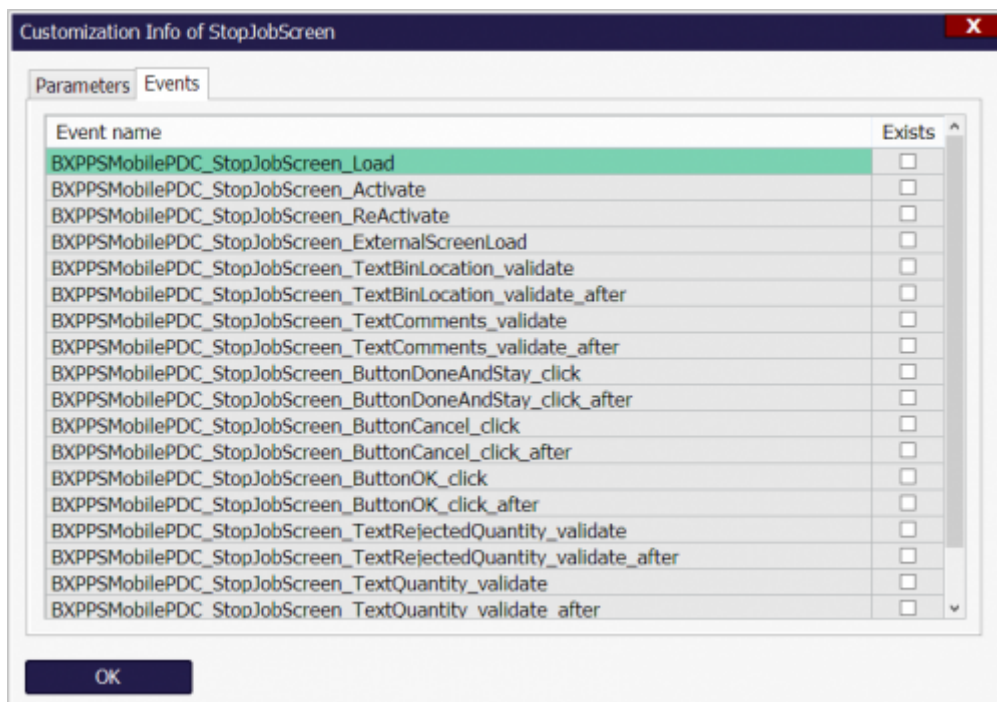 Customization Info of StopJobScreen
X
Parameters Events
Event name Exists
BXPPSMobilePDC_StopJobScreen_Load
BXPPSMobilePDC_StopJobScreen_Activate
BXPPSMobilePDC_StopJobScreen_ReActivate
BXPPSMobilePDC_StopJobScreen_ExternalScreenLoad
BXPPSMobilePDC_StopJobScreen_TextBinLocation_validate
BXPPSMobilePDC_StopJobScreen_TextBinLocation_validate_after
BXPPSMobilePDC_StopJobScreen_TextComments_validate
BXPPSMobilePDC_StopJobScreen_TextComments_validate_after
BXPPSMobilePDC_StopJobScreen_ButtonDoneAndStay_click
BXPPSMobilePDC_StopJobScreen_ButtonDoneAndStay_click_after
BXPPSMobilePDC_StopJobScreen_ButtonCancel_click
BXPPSMobilePDC_StopJobScreen_ButtonCancel_click_after
BXPPSMobilePDC_StopJobScreen_ButtonOK_click
BXPPSMobilePDC_StopJobScreen_ButtonOK_click_after
BXPPSMobilePDC_StopJobScreen_TextRejectedQuantity_validate
BXPPSMobilePDC_StopJobScreen_TextRejectedQuantity_validate_after
BXPPSMobilePDC_StopJobScreen_TextQuantity_validate
BXPPSMobilePDC_StopJobScreen_TextQuantity_validate_after
OK